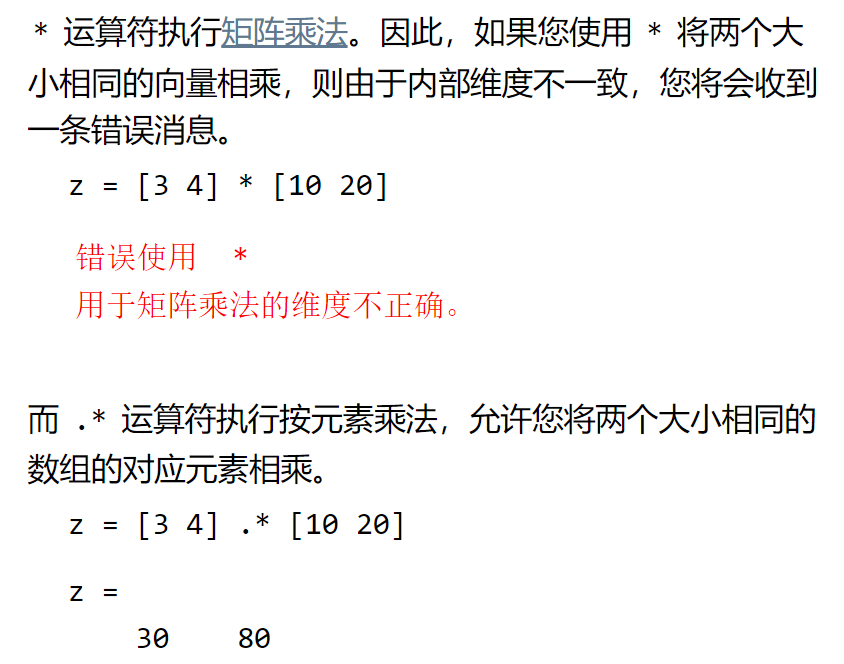 * 运算符执行矩阵乘法。因此，如果您使用 * 将两个大
小相同的向量相乘，则由于内部维度不一致，您将会收到
一条错误消息。
z = [3 4] * [10 20]
错误使用 *
用于矩阵乘法的维度不正确。
而 .* 运算符执行按元素乘法，允许您将两个大小相同的
数组的对应元素相乘。
z = [3 4] .* [10 20]
z =
30 80